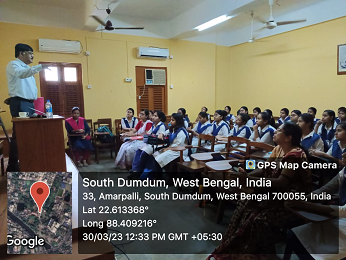 GPS Map Camera
South Dumdum, West Bengal, India
33, Amarpalli, South Dumdum, West Bengal 700055, India
Lat 22.613368°
Long 88.409216°
30/03/23 12:33 PM GMT +05:30
Google